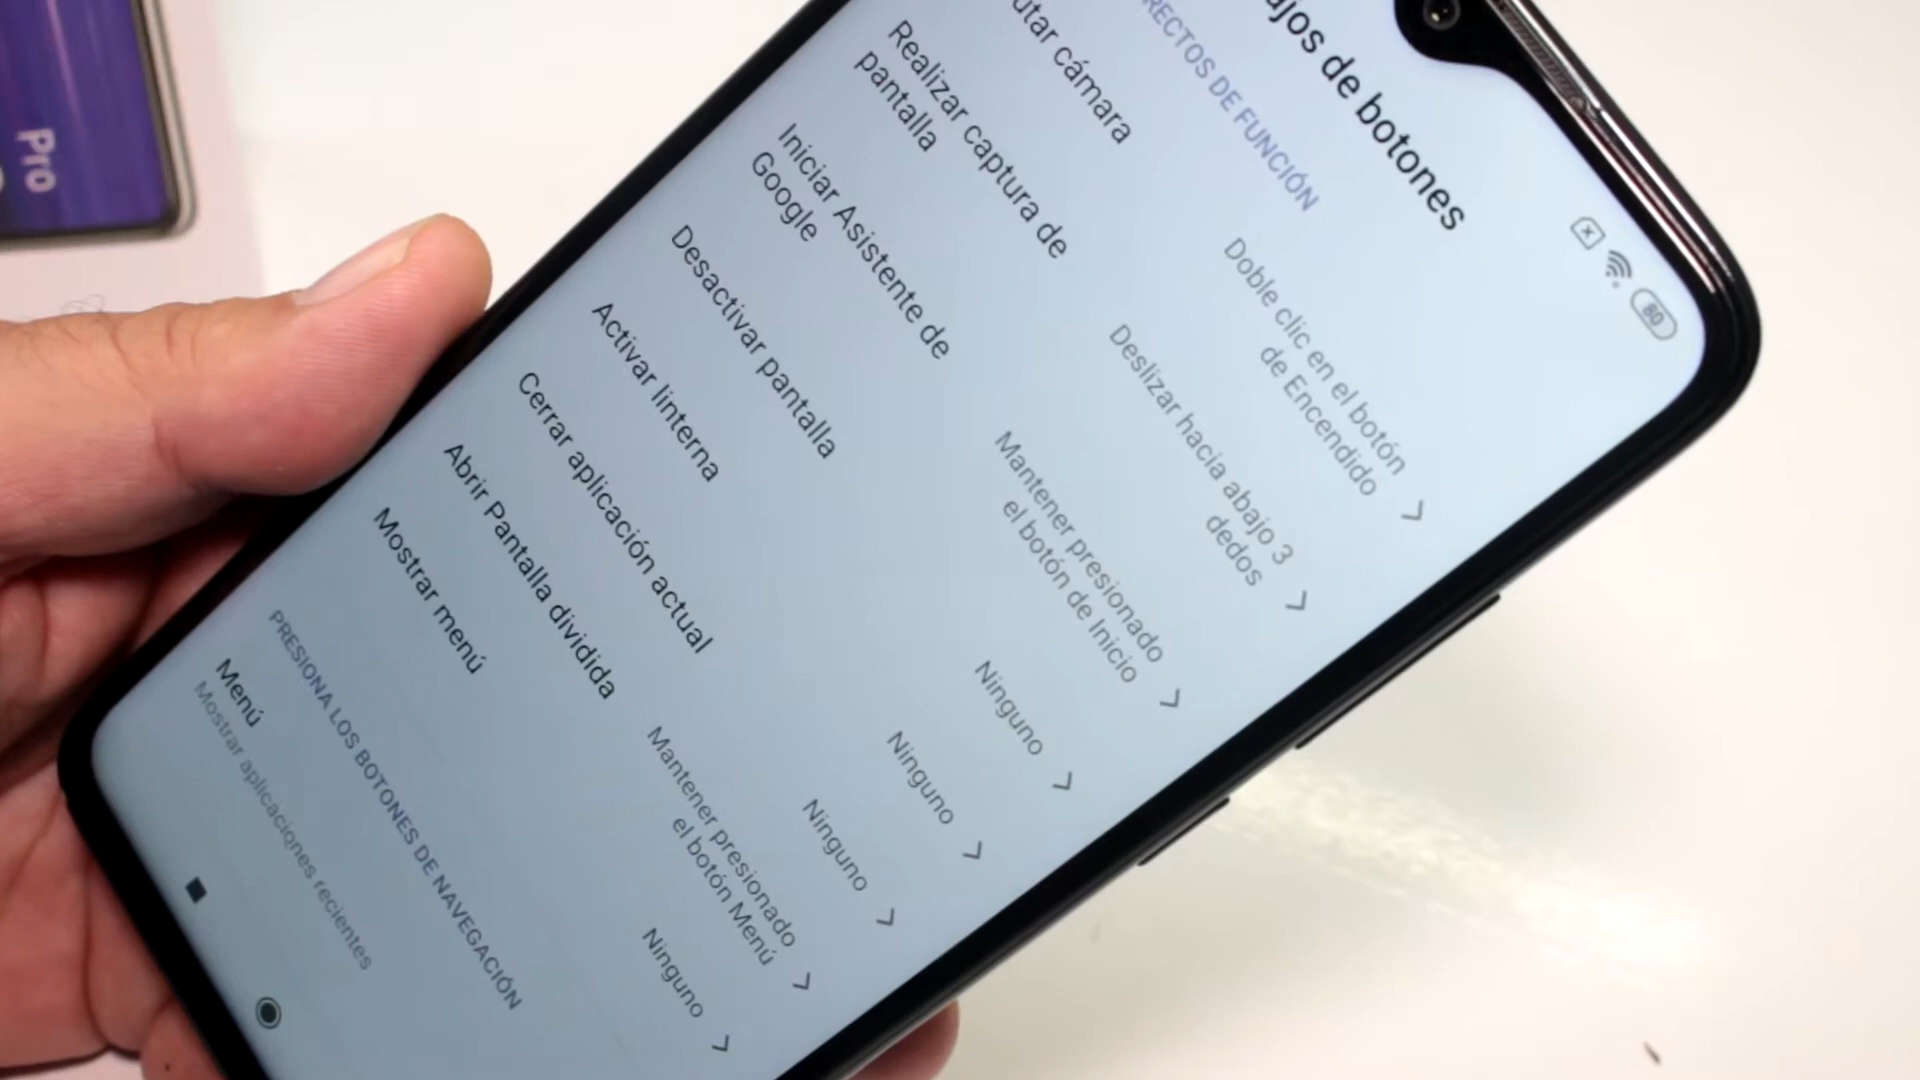 Pro
80
ajos de botones
RECTOS DE FUNCIÓN
utar cámara
Doble clic en el botón
de Encendido
Realizar captura de
pantalla
Deslizar hacia abajo 3
dedos
Iniciar Asistente de
Google
Mantener presionado
el botón de Inicio
Desactivar pantalla
Ninguno
Activar linterna
Ninguno
Cerrar aplicación actual
Ninguno
Abrir Pantalla dividida
Mantener presionado
el botón Menú
Mostrar menú
Ninguno
PRESIONA LOS BOTONES DE NAVEGACIÓN
Menú
Mostrar aplicaciones recientes